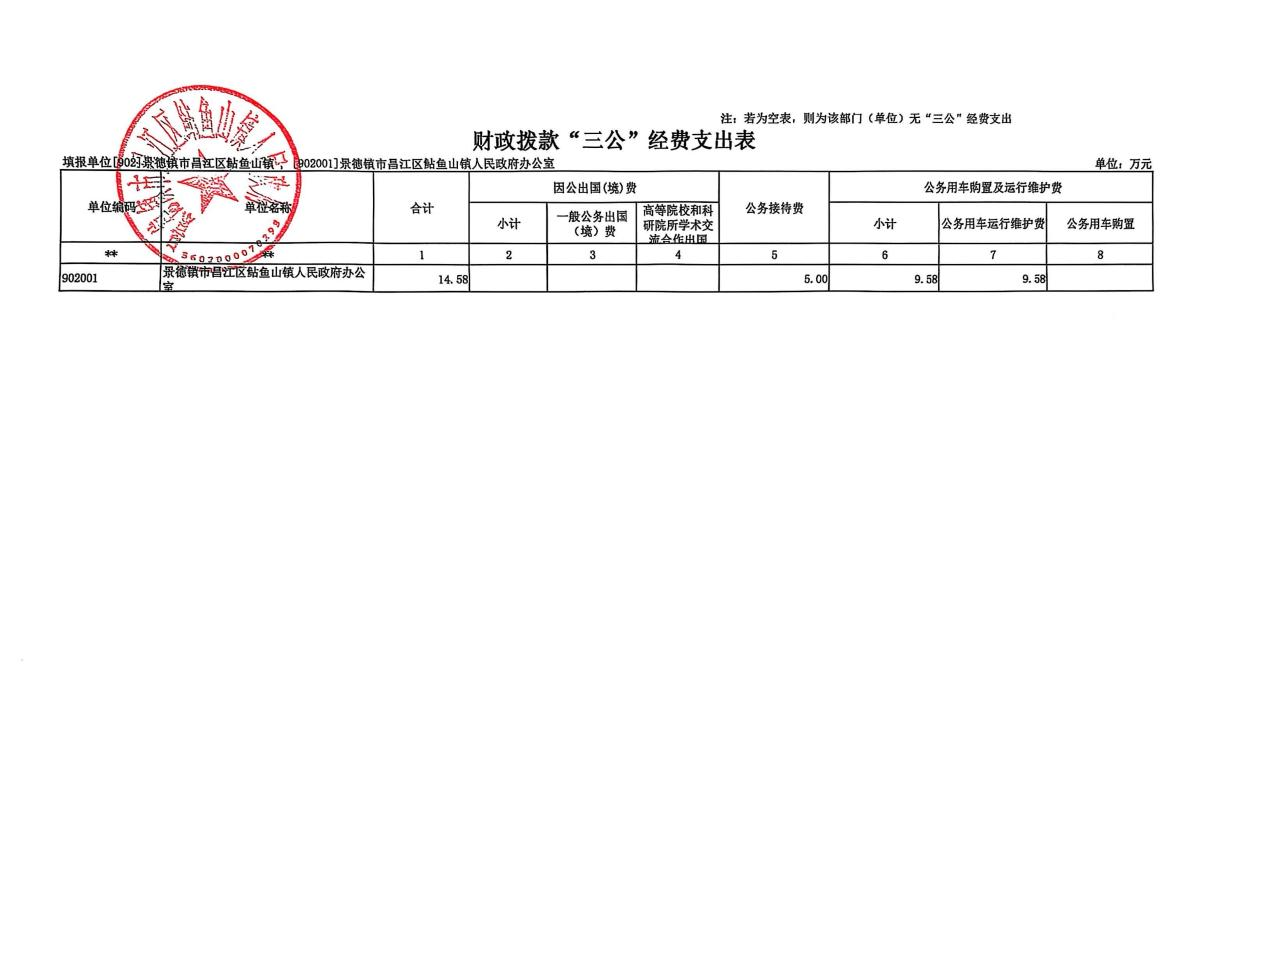 注：若为空表，则为该部门（单位）无“三公”经费支出
财政拨款“三公”经费支出表
填报单位[902]景德镇市昌江区鲇鱼山镇 , [902001]景德镇市昌江区鲇鱼山镇人民政府办公室
单位：万元
单位编码 单位名称 合计 因公出国(境)费 公务接待费 公务用车购置及运行维护费
小计 一般公务出国（境）费 高等院校和科研院所学术交流合作出国 小计 公务用车运行维护费 公务用车购置
** ** 1 2 3 4 5 6 7 8
902001 景德镇市昌江区鲇鱼山镇人民政府办公室 14.58 5.00 9.58 9.58